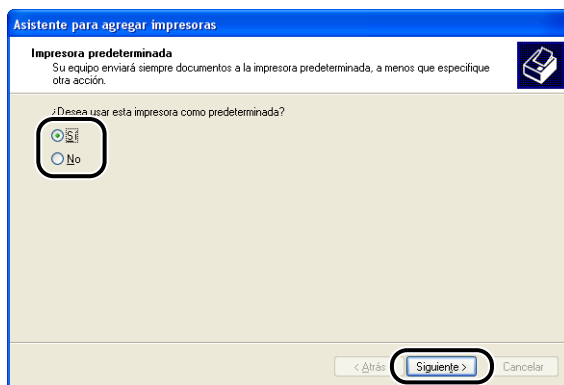 Asistente para agregar impresoras
Impresora predeterminada
Su equipo enviará siempre documentos a la impresora predeterminada, a menos que especifique
otra acción.
¿Desea usar esta impresora como predeterminada?
Sí
No
< Atrás
Siguiente >
Cancelar